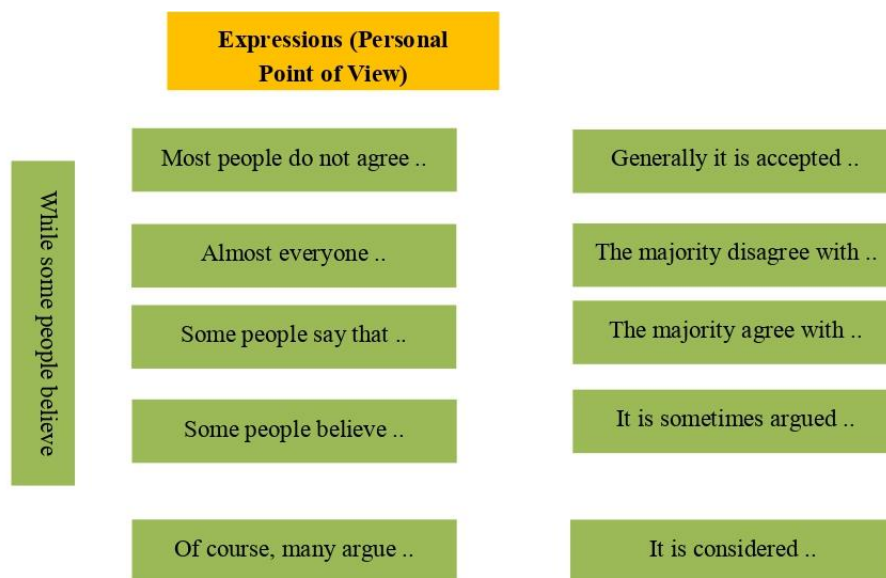 Expressions (Personal
Point of View)
While some people believe
Most people do not agree ..
Generally it is accepted ..
Almost everyone ..
The majority disagree with ..
Some people say that ..
The majority agree with ..
Some people believe ..
It is sometimes argued ..
Of course, many argue ..
It is considered ..